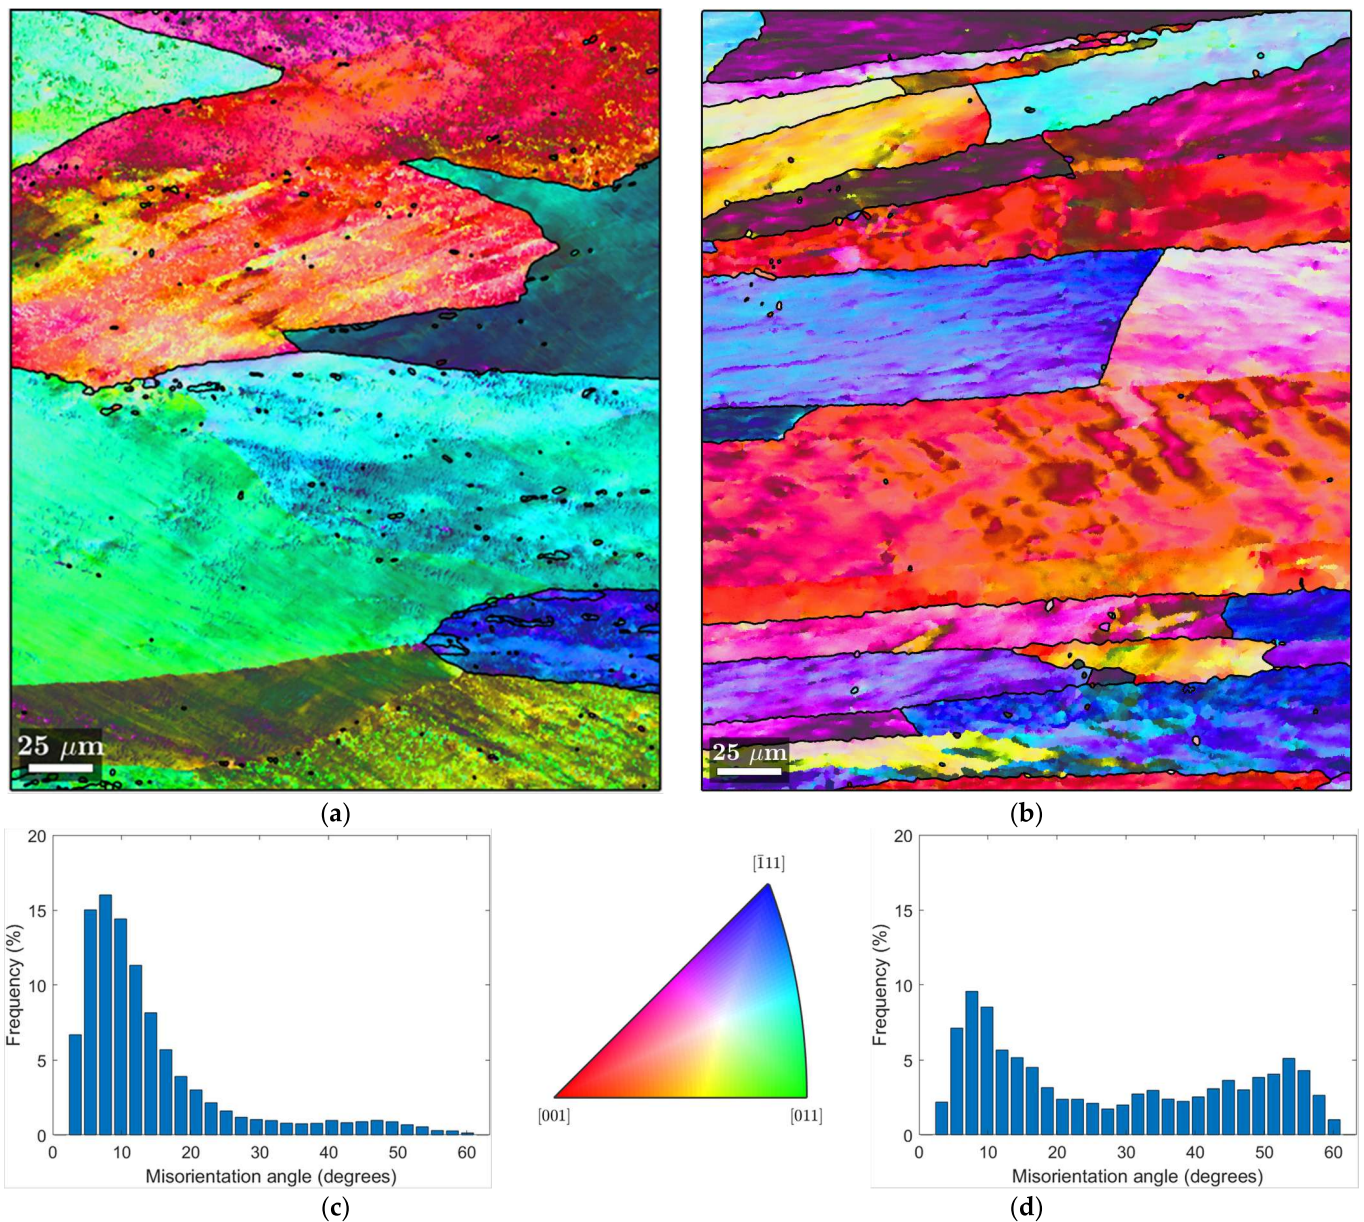 25 μm
25 μm
(a)
(b)
20
15
10
5
0
Frequency (%)
0 10 20 30 40 50 60
Misorientation angle (degrees)
(c)
[1̄11]
[001]
[011]
20
15
10
5
0
Frequency (%)
0 10 20 30 40 50 60
Misorientation angle (degrees)
(d)